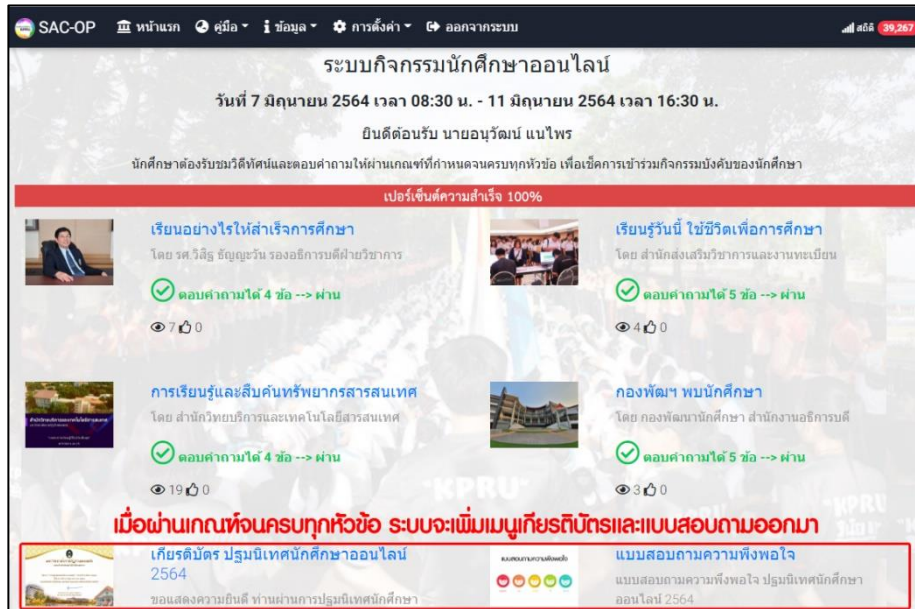 SAC-OP หน้าแรก คู่มือ ข้อมูล การตั้งค่า ออกจากระบบ สถิติ 39,267
ระบบกิจกรรมนักศึกษาออนไลน์
วันที่ 7 มิถุนายน 2564 เวลา 08:30 น. - 11 มิถุนายน 2564 เวลา 16:30 น.
ยินดีต้อนรับ นายอนุวัฒน์ แนไพร
นักศึกษาต้องรับชมวิดีทัศน์และตอบคำถามให้ผ่านเกณฑ์ที่กำหนดจนครบทุกหัวข้อ เพื่อเช็คการเข้าร่วมกิจกรรมบังคับของนักศึกษา
เปอร์เซ็นต์ความสำเร็จ 100%
เรียนอย่างไรให้สำเร็จการศึกษา
โดย รศ.วิสิฐ ธัญญะวัน รองอธิการบดีฝ่ายวิชาการ
ตอบคำถามได้ 4 ข้อ --> ผ่าน
7 0
เรียนรู้วันนี้ ใช้ชีวิตเพื่อการศึกษา
โดย สำนักส่งเสริมวิชาการและงานทะเบียน
ตอบคำถามได้ 5 ข้อ --> ผ่าน
4 0
การเรียนรู้และสืบค้นทรัพยากรสารสนเทศ
โดย สำนักวิทยบริการและเทคโนโลยีสารสนเทศ
ตอบคำถามได้ 4 ข้อ --> ผ่าน
19 0
กองพัฒฯ พบนักศึกษา
โดย กองพัฒนานักศึกษา สำนักงานอธิการบดี
ตอบคำถามได้ 5 ข้อ --> ผ่าน
3 0
เมื่อผ่านเกณฑ์จนครบทุกหัวข้อ ระบบจะเพิ่มเมนูเกียรติบัตรและแบบสอบถามออกมา
เกียรติบัตร ปฐมนิเทศนักศึกษาออนไลน์
2564
ขอแสดงความยินดี ท่านผ่านการปฐมนิเทศนักศึกษา
แบบสอบถามความพึงพอใจ
แบบสอบถามความพึงพอใจ
แบบสอบถามความพึงพอใจ ปฐมนิเทศนักศึกษา
ออนไลน์ 2564